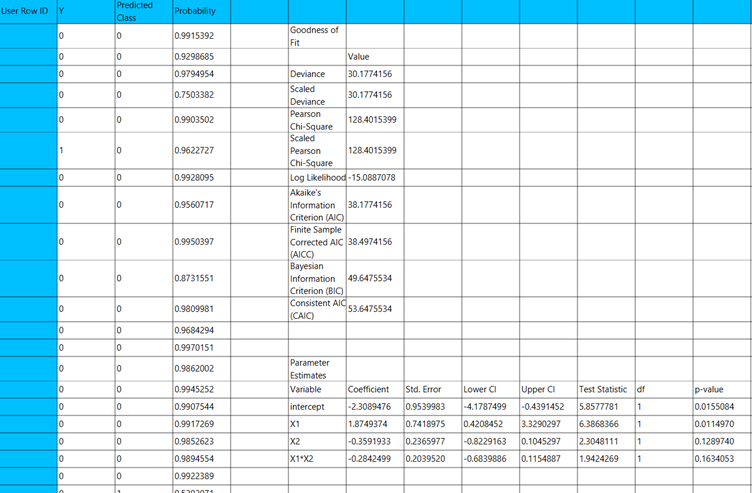 User Row ID Y Predicted Class Probability
0 0 0.9915392 Goodness of Fit
0 0 0.9298685 Value
0 0 0.9794954 Deviance 30.1774156
0 0 0.7503382 Scaled Deviance 30.1774156
0 0 0.9903502 Pearson Chi-Square 128.4015399
1 0 0.9622727 Scaled Pearson Chi-Square 128.4015399
0 0 0.9928095 Log Likelihood -15.0887078
0 0 0.9560717 Akaike's Information Criterion (AIC) 38.1774156
0 0 0.9950397 Finite Sample Corrected AIC (AICC) 38.4974156
0 0 0.8731551 Bayesian Information Criterion (BIC) 49.6475534
0 0 0.9809981 Consistent AIC (CAIC) 53.6475534
0 0 0.9684294
0 0 0.9970151
0 0 0.9862002 Parameter Estimates
0 0 0.9945252 Variable Coefficient Std. Error Lower CI Upper CI Test Statistic df p-value
0 0 0.9907544 intercept -2.3089476 0.9539983 -4.1787499 -0.4391452 5.8577781 1 0.0155084
0 0 0.9917269 X1 1.8749374 0.7418975 0.4208452 3.3290297 6.3868366 1 0.0114970
0 0 0.9852623 X2 -0.3591933 0.2365977 -0.8229163 0.1045297 2.3048111 1 0.1289740
0 0 0.9894554 X1*X2 -0.2842499 0.2039520 -0.6839886 0.1154887 1.9424269 1 0.1634053
0 0 0.9922389
0 1